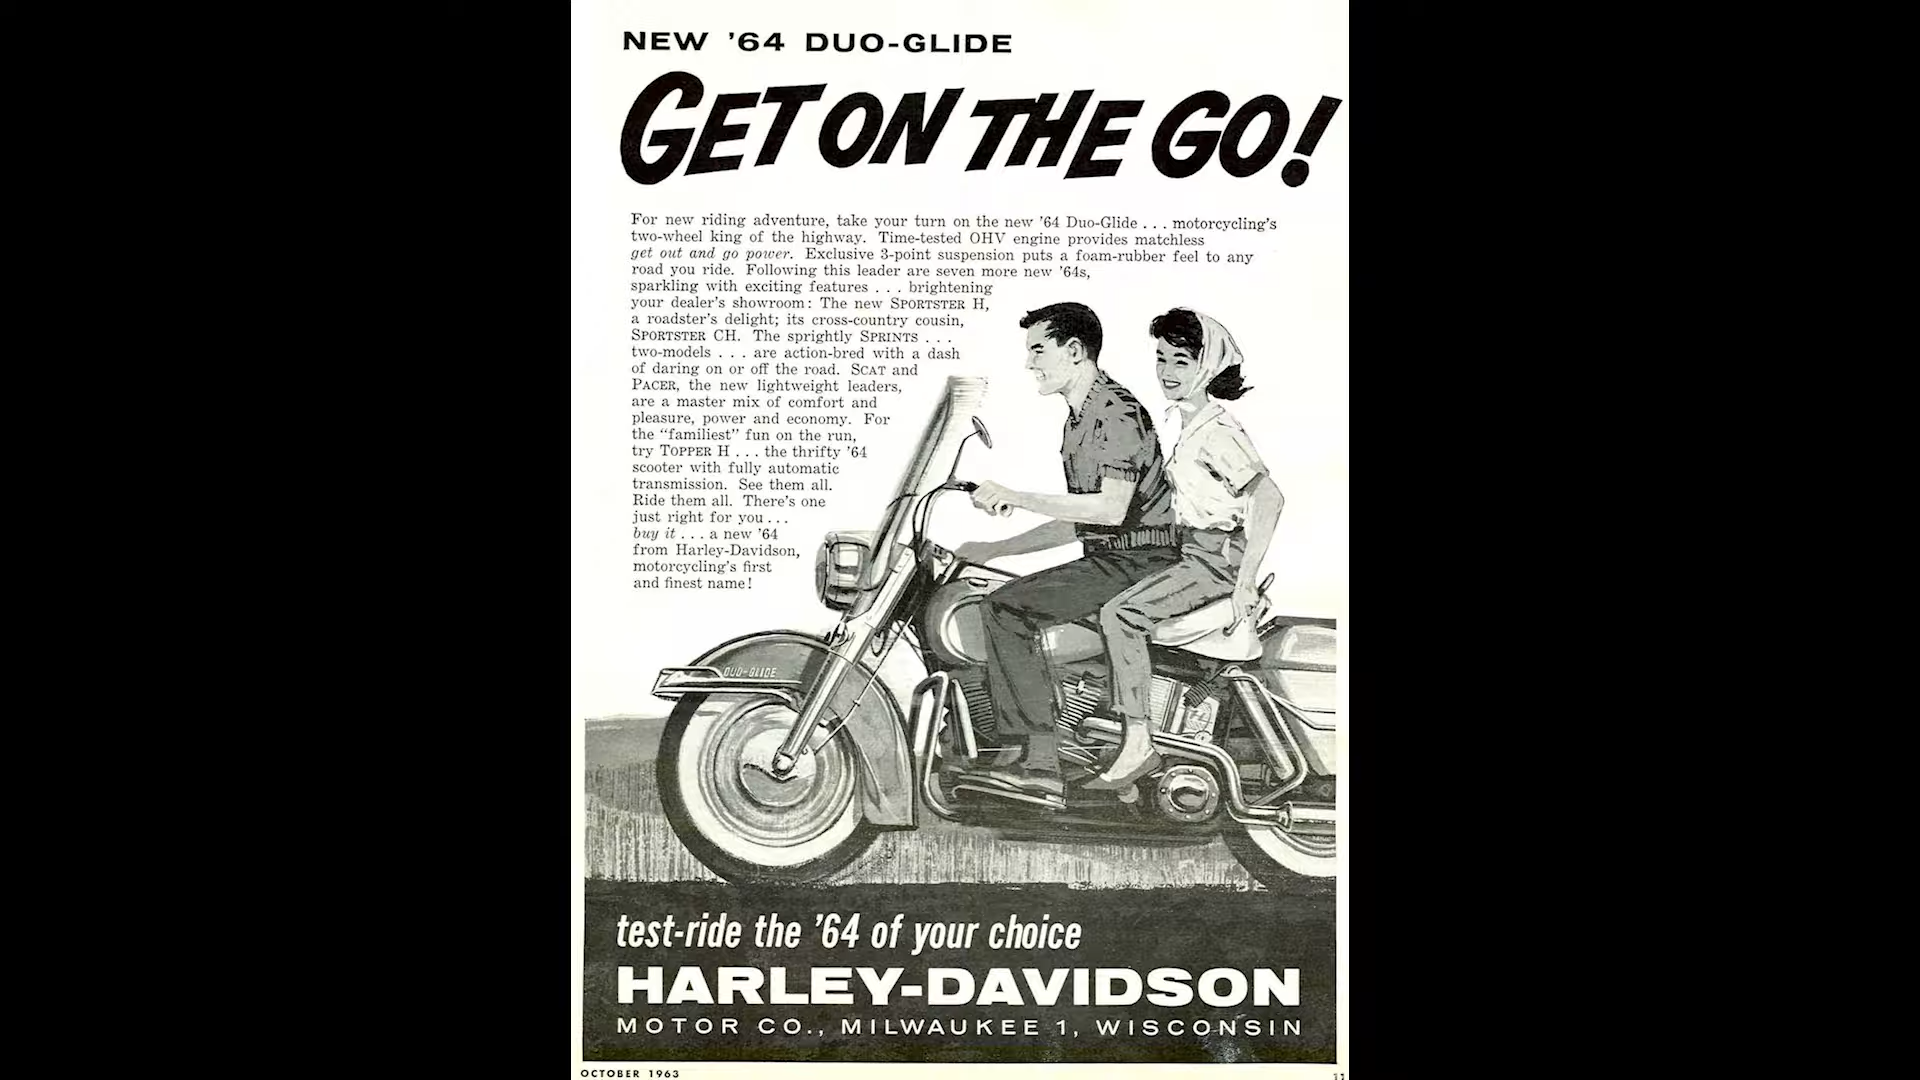 NEW '64 DUO-GLIDE
GET ON THE GO!
For new riding adventure, take your turn on the new '64 Duo-Glide . . . motorcycling's
two-wheel king of the highway. Time-tested OHV engine provides matchless
get out and go power. Exclusive 3-point suspension puts a foam-rubber feel to any
road you ride. Following this leader are seven more new '64s,
sparkling with exciting features . . . brightening
your dealer's showroom: The new SPORTSTER H,
a roadster's delight; its cross-country cousin,
SPORTSTER CH. The sprightly SPRINTS . . .
two-models . . . are action-bred with a dash
of daring on or off the road. SCAT and
PACER, the new lightweight leaders,
are a master mix of comfort and
pleasure, power and economy. For
the "familiest" fun on the run,
try TOPPER H . . . the thrifty '64
scooter with fully automatic
transmission. See them all.
Ride them all. There's one
just right for you . . .
buy it . . . a new '64
from Harley-Davidson,
motorcycling's first
and finest name!
DUO-GLIDE
test-ride the '64 of your choice
HARLEY-DAVIDSON
MOTOR CO., MILWAUKEE 1, WISCONSIN
OCTOBER 1963
11